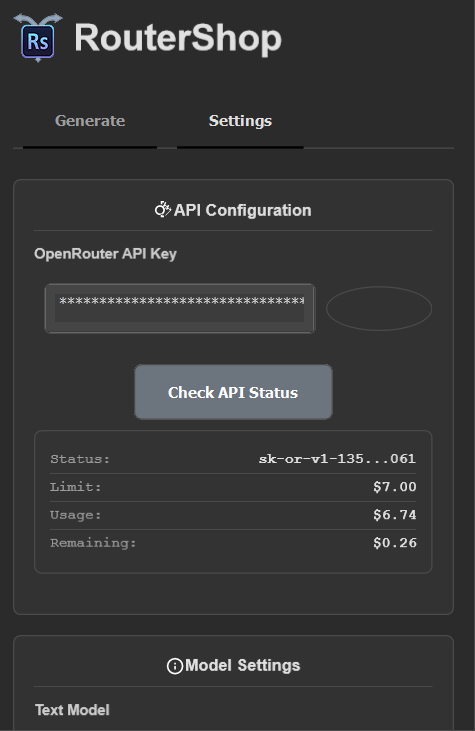 Rs RouterShop
Generate Settings
API Configuration
OpenRouter API Key
*******************************
Check API Status
Status: sk-or-v1-135...061
Limit: $7.00
Usage: $6.74
Remaining: $0.26
Model Settings
Text Model